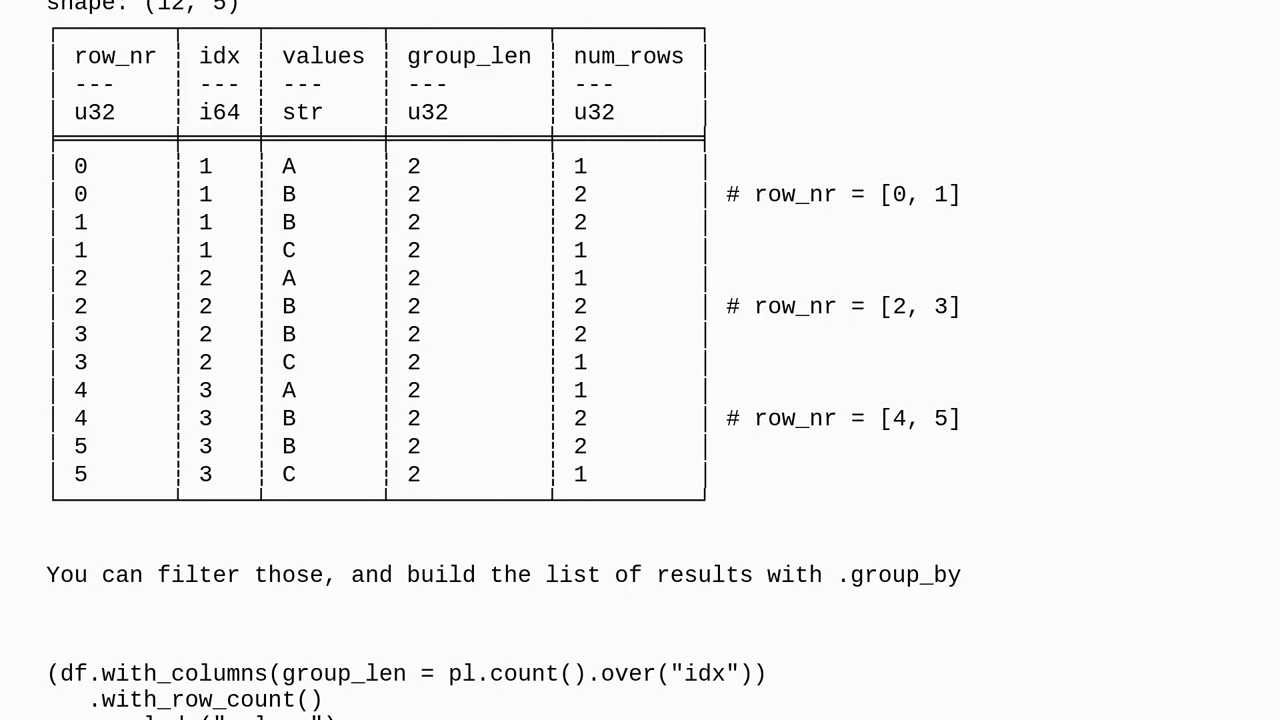 shape: (12, 5)
row_nr idx values group_len num_rows
--- --- --- --- ---
u32 i64 str u32 u32
0 1 A 2 1
0 1 B 2 2 # row_nr = [0, 1]
1 1 B 2 2
1 1 C 2 1
2 2 A 2 1
2 2 B 2 2 # row_nr = [2, 3]
3 2 B 2 2
3 2 C 2 1
4 3 A 2 1
4 3 B 2 2 # row_nr = [4, 5]
5 3 B 2 2
5 3 C 2 1
You can filter those, and build the list of results with .group_by
(df.with_columns(group_len = pl.count().over("idx"))
.with_row_count()